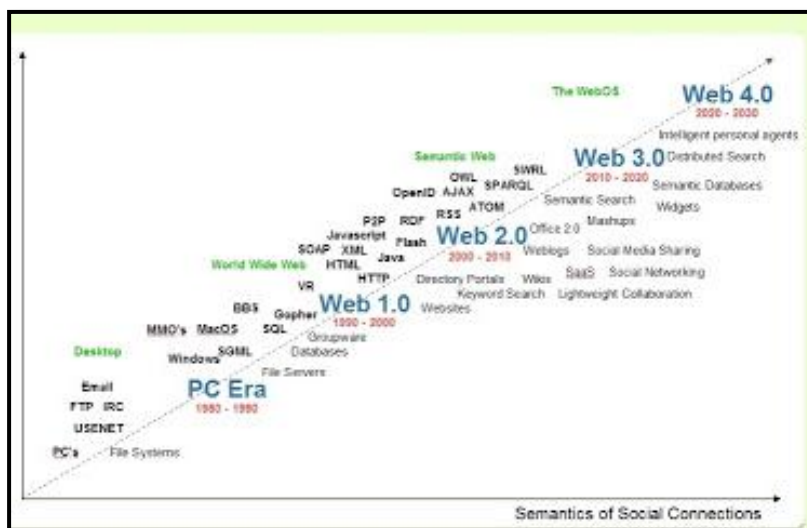 The WebOS
Web 4.0
2020 - 2030
Intelligent personal agents
Semantic Web
SWRL
Web 3.0
Distributed Search
2010 - 2020
OWL
SPARQL
OpenID AJAX
Semantic Databases
ATOM
Semantic Search
Widgets
P2P RDF RSS
Mashups
Javascript
Flash
Web 2.0
Office 2.0
2000 - 2010
SOAP XML
Java
Weblogs
Social Media Sharing
World Wide Web
HTML
HTTP
Directory Portals
Wikis
SaaS
Social Networking
VR
Keyword Search
Lightweight Collaboration
BBS
Gopher
Web 1.0
Websites
1990 - 2000
MMO's
MacOS
SQL
Groupware
Desktop
SGML
Databases
Windows
File Servers
Email
PC Era
1980 - 1990
FTP IRC
USENET
PC's
File Systems
Semantics of Social Connections